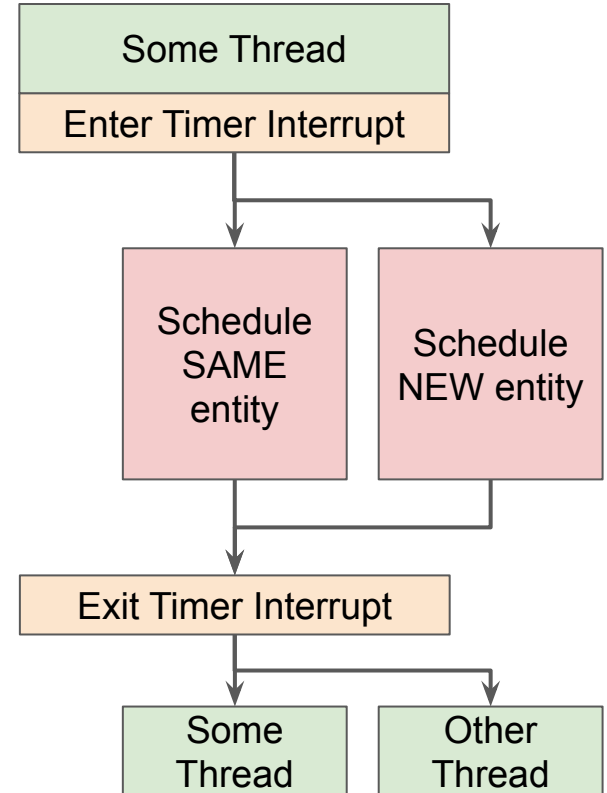 Some Thread
Enter Timer Interrupt
Schedule
SAME
entity
Schedule
NEW entity
Exit Timer Interrupt
Some
Thread
Other
Thread